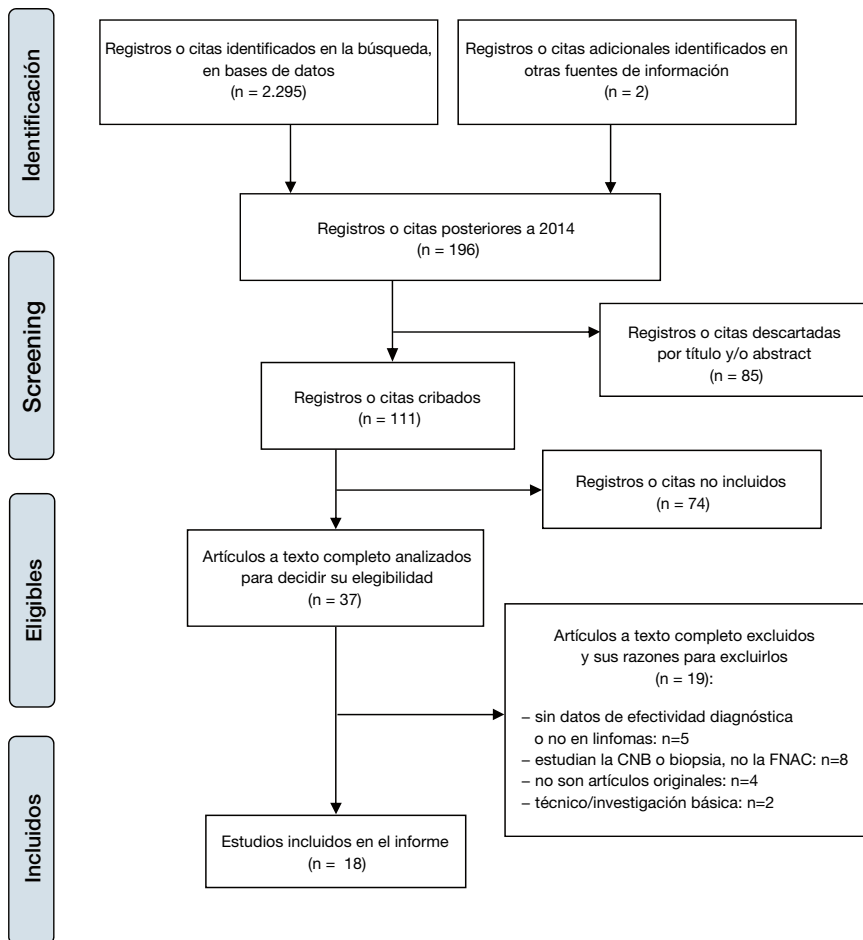 Identificación
Registros o citas identificados en la búsqueda,
en bases de datos
(n = 2.295)
Registros o citas adicionales identificados en
otras fuentes de información
(n = 2)
Registros o citas posteriores a 2014
(n = 196)
Screening
Registros o citas descartadas
por título y/o abstract
(n = 85)
Registros o citas cribados
(n = 111)
Registros o citas no incluidos
(n = 74)
Eligibles
Artículos a texto completo analizados
para decidir su elegibilidad
(n = 37)
Artículos a texto completo excluidos
y sus razones para excluirlos
(n = 19):
– sin datos de efectividad diagnóstica
o no en linfomas: n=5
– estudian la CNB o biopsia, no la FNAC: n=8
– no son artículos originales: n=4
– técnico/investigación básica: n=2
Incluidos
Estudios incluidos en el informe
(n = 18)